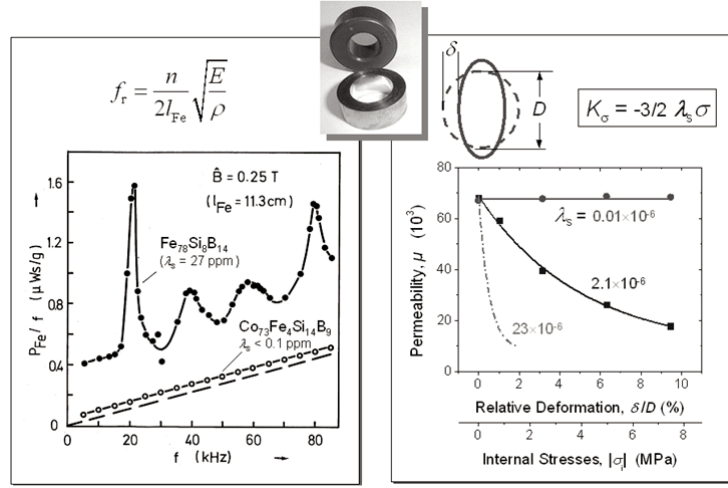 f_r = n/2l_Fe √E/ρ
1.6
1.2
0.8
0.4
0
P_Fe / f (μ Ws/g)
B̂ = 0.25 T
(l_Fe = 11.3cm)
Fe78Si8B14
(λs = 27 ppm)
Co73Fe4Si14B9
λs < 0.1 ppm
0 20 40 60 80
f (kHz)
δ
D
K_σ = -3/2 λ_s σ
80
60
40
20
0
Permeability, μ (10³)
λs = 0.01×10⁻⁶
2.1×10⁻⁶
23×10⁻⁶
0 2 4 6 8 10
Relative Deformation, δ/D (%)
0 2 4 6 8
Internal Stresses, |σi| (MPa)